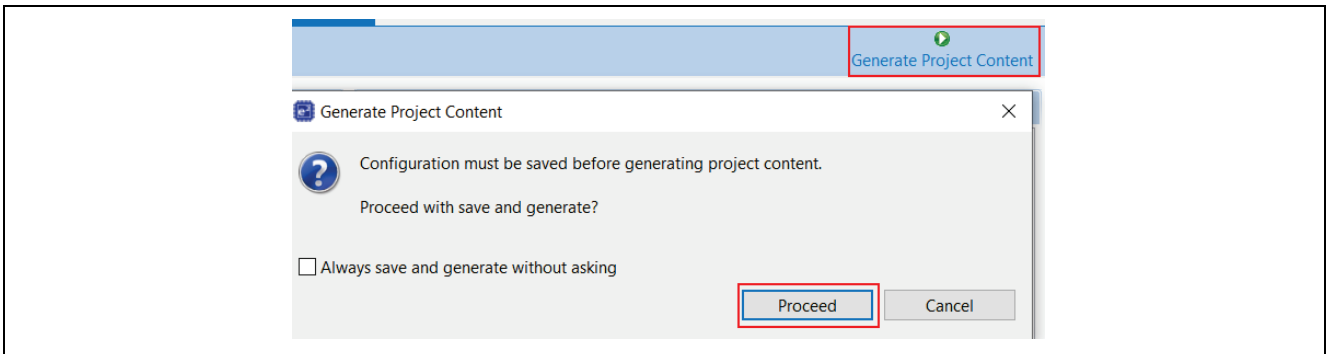 Generate Project Content
Generate Project Content
Configuration must be saved before generating project content.
Proceed with save and generate?
Always save and generate without asking
Proceed
Cancel